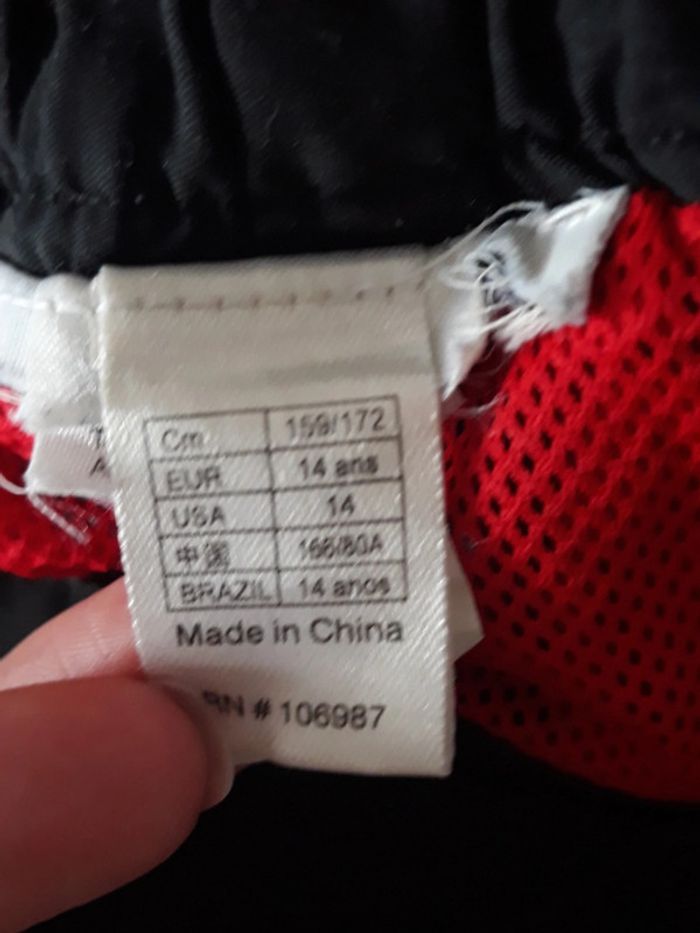 Cm 159/172
EUR 14 ans
USA 14
中国 166/80A
BRAZIL 14 anos
Made in China
RN # 106987